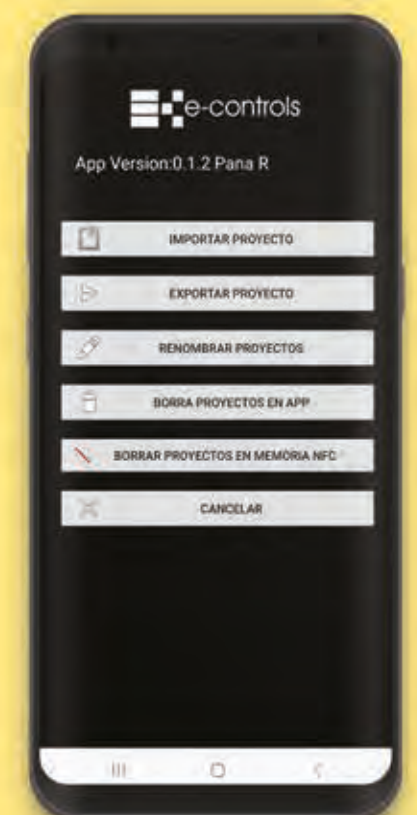 e-controls
App Version:0.1.2 Pana R
IMPORTAR PROYECTO
EXPORTAR PROYECTO
RENOMBRAR PROYECTOS
BORRA PROYECTOS EN APP
BORRAR PROYECTOS EN MEMORIA NFC
CANCELAR